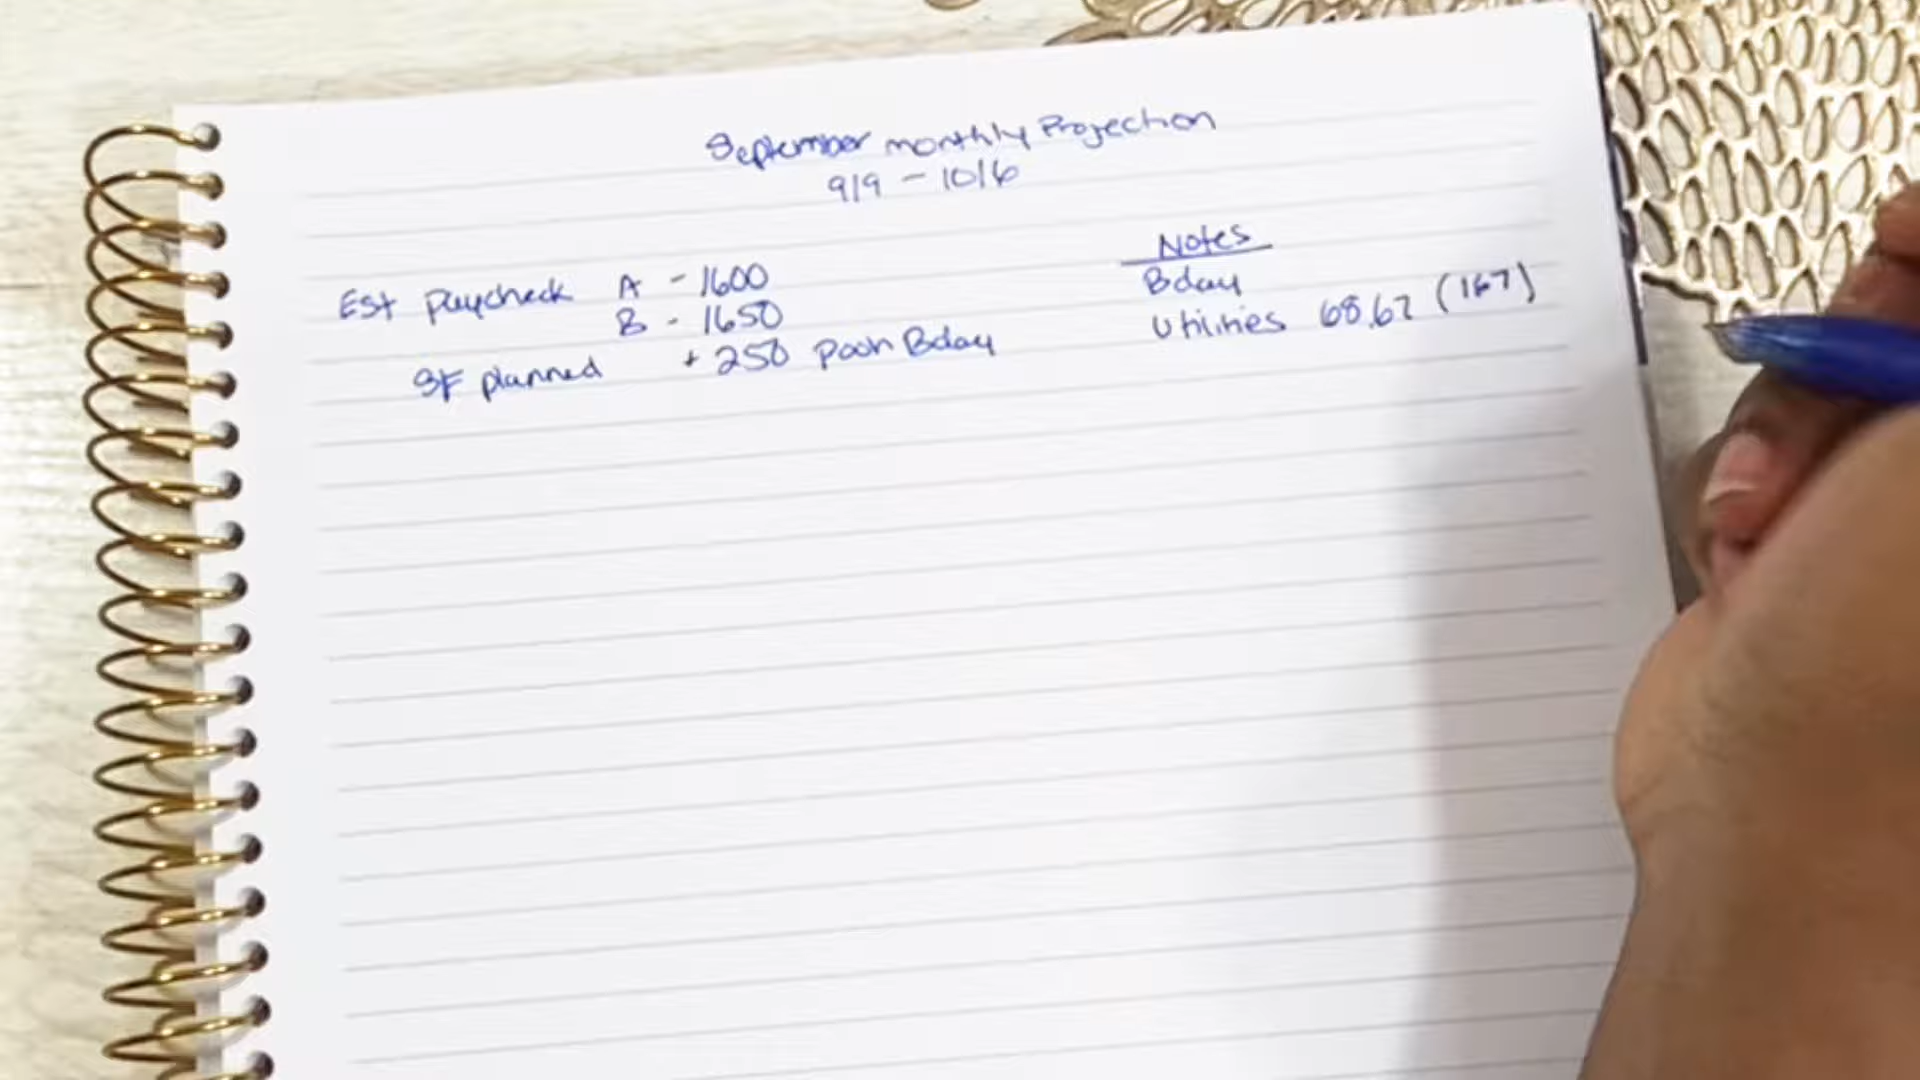 September monthly Projection
9/9 - 10/6
Est paycheck A - 1600
B - 1650
SF planned + 250 Pooh Bday
Notes
Bday
Utilities 68.67 (167)